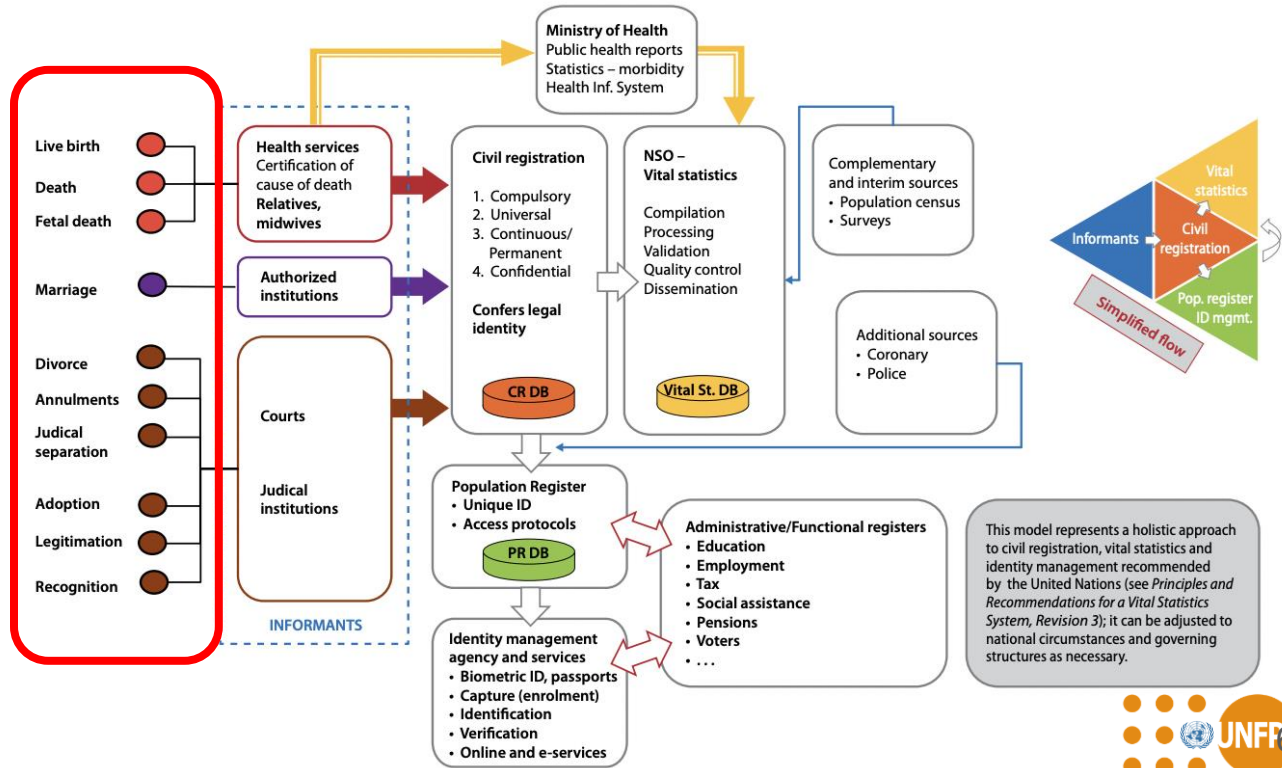 Ministry of Health
Public health reports
Statistics – morbidity
Health Inf. System
Live birth
Death
Fetal death
Marriage
Divorce
Annulments
Judical
separation
Adoption
Legitimation
Recognition
Health services
Certification of
cause of death
Relatives,
midwives
Authorized
institutions
Courts
Judical
institutions
INFORMANTS
Civil registration
1. Compulsory
2. Universal
3. Continuous/
Permanent
4. Confidential
Confers legal
identity
CR DB
NSO –
Vital statistics
Compilation
Processing
Validation
Quality control
Dissemination
Vital St. DB
Complementary
and interim sources
• Population census
• Surveys
Additional sources
• Coronary
• Police
Vital
statistics
Informants
Civil
registration
Pop. register
ID mgmt.
Simplified flow
Population Register
• Unique ID
• Access protocols
PR DB
Identity management
agency and services
• Biometric ID, passports
• Capture (enrolment)
• Identification
• Verification
• Online and e-services
Administrative/Functional registers
• Education
• Employment
• Tax
• Social assistance
• Pensions
• Voters
• . . .
This model represents a holistic approach
to civil registration, vital statistics and
identity management recommended
by the United Nations (see Principles and
Recommendations for a Vital Statistics
System, Revision 3); it can be adjusted to
national circumstances and governing
structures as necessary.